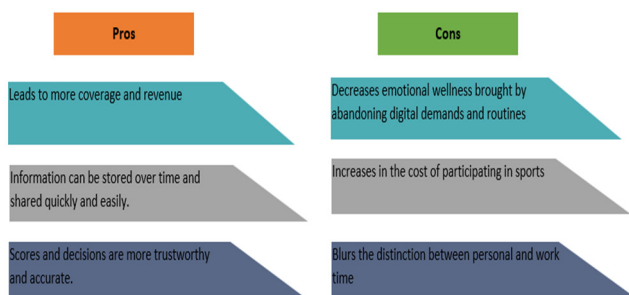 Pros
Cons
Leads to more coverage and revenue
Decreases emotional wellness brought by
abandoning digital demands and routines
Information can be stored over time and
shared quickly and easily.
Increases in the cost of participating in sports
Scores and decisions are more trustworthy
and accurate.
Blurs the distinction between personal and work
time